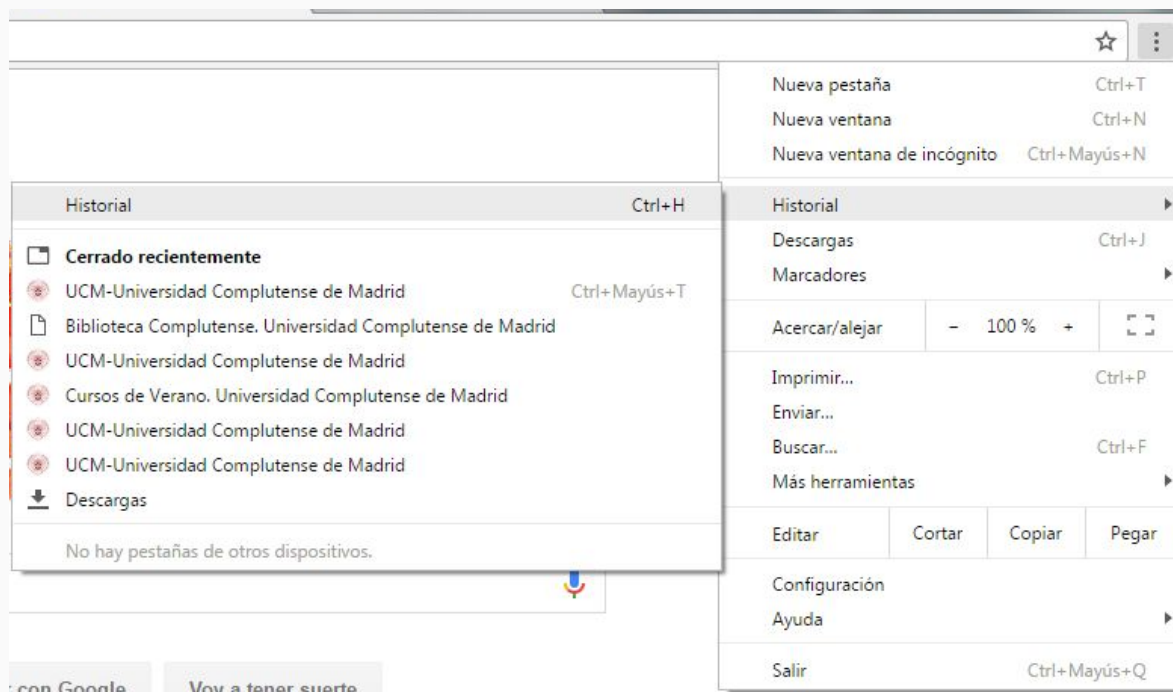 Nueva pestaña Ctrl+T
Nueva ventana Ctrl+N
Nueva ventana de incógnito Ctrl+Mayús+N
Historial
Descargas Ctrl+J
Marcadores
Acercar/alejar - 100 % +
Imprimir... Ctrl+P
Enviar...
Buscar... Ctrl+F
Más herramientas
Editar Cortar Copiar Pegar
Configuración
Ayuda
Salir Ctrl+Mayús+Q
Historial Ctrl+H
Cerrado recientemente
UCM-Universidad Complutense de Madrid Ctrl+Mayús+T
Biblioteca Complutense. Universidad Complutense de Madrid
UCM-Universidad Complutense de Madrid
Cursos de Verano. Universidad Complutense de Madrid
UCM-Universidad Complutense de Madrid
UCM-Universidad Complutense de Madrid
Descargas
No hay pestañas de otros dispositivos.
con Google Voy a tener suerte